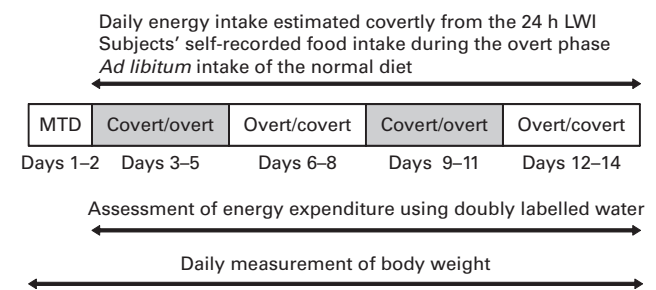 Daily energy intake estimated covertly from the 24 h LWI
Subjects' self-recorded food intake during the overt phase
Ad libitum intake of the normal diet
MTD Covert/overt Overt/covert Covert/overt Overt/covert
Days 1–2 Days 3–5 Days 6–8 Days 9–11 Days 12–14
Assessment of energy expenditure using doubly labelled water
Daily measurement of body weight